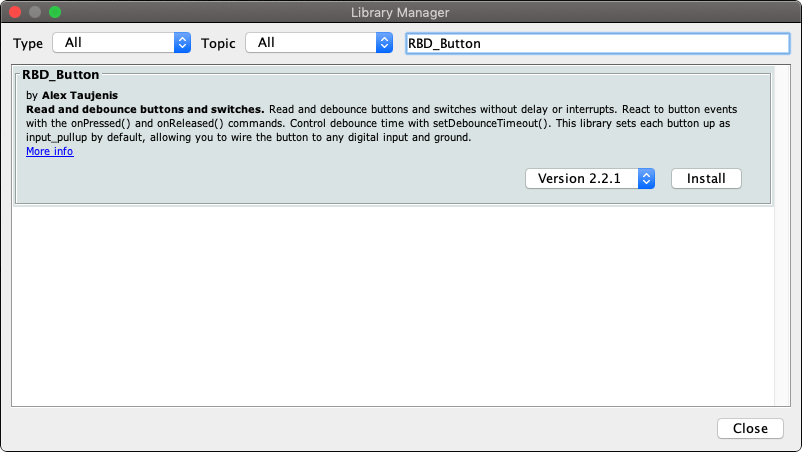 Library Manager
Type All Topic All RBD_Button
RBD_Button
by Alex Taujenis
Read and debounce buttons and switches. Read and debounce buttons and switches without delay or interrupts. React to button events
with the onPressed() and onReleased() commands. Control debounce time with setDebounceTimeout(). This library sets each button up as
input_pullup by default, allowing you to wire the button to any digital input and ground.
More info
Version 2.2.1 Install
Close